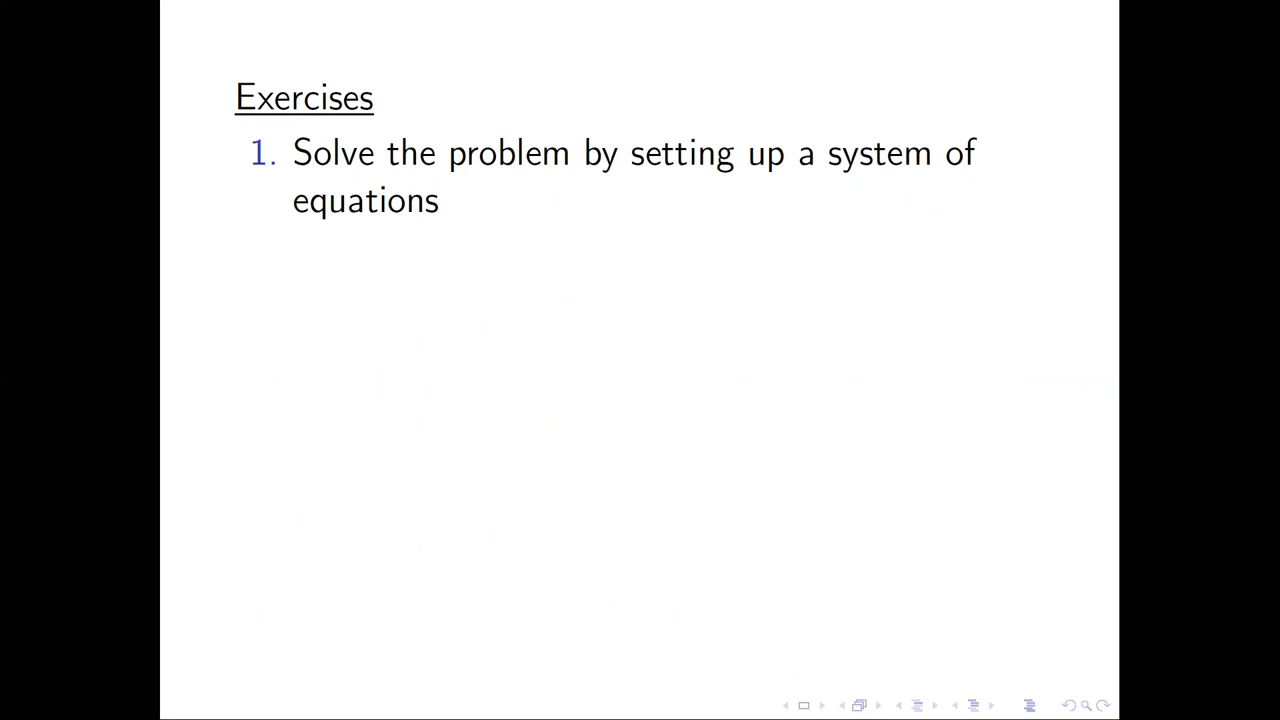 Exercises
1. Solve the problem by setting up a system of
equations